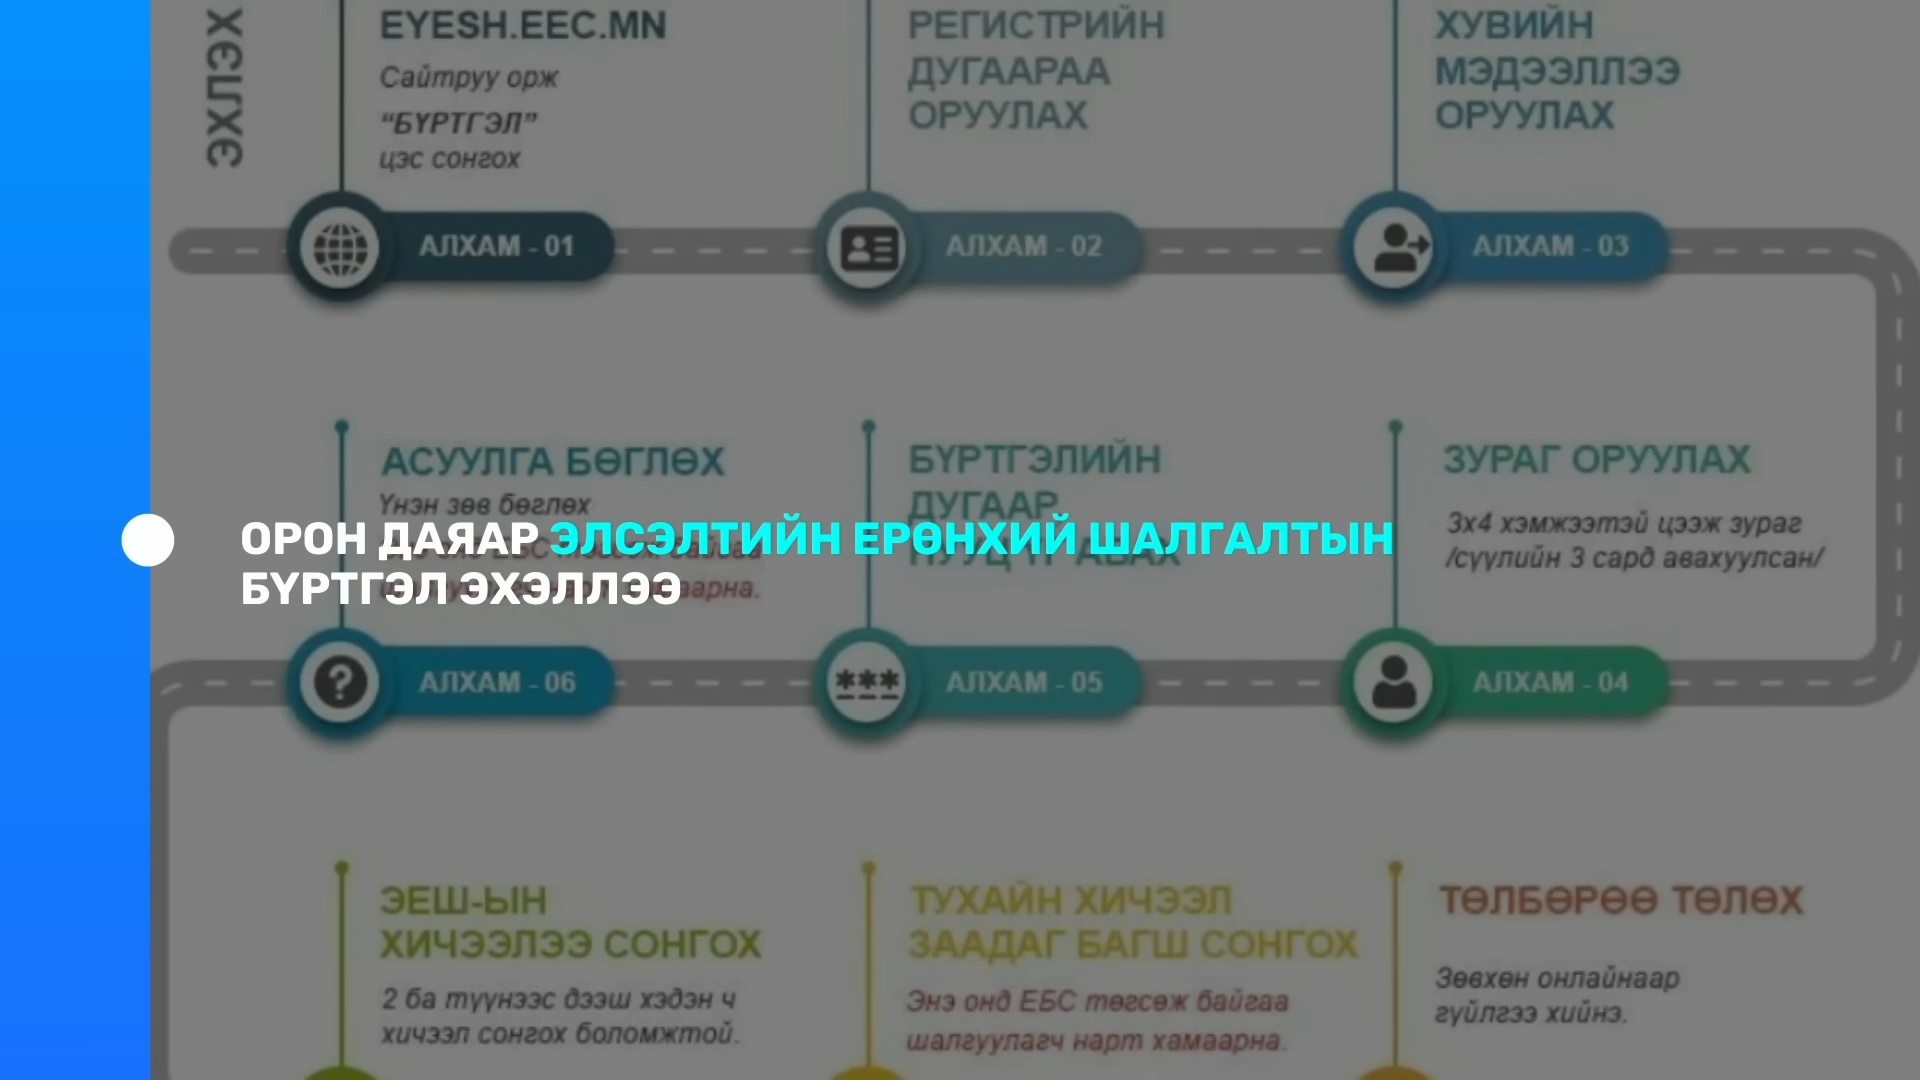 ЭХЛЭХ
EYESH.EEC.MN
Сайтруу орж
“БҮРТГЭЛ”
цэс сонгох
РЕГИСТРИЙН
ДУГААРАА
ОРУУЛАХ
ХУВИЙН
МЭДЭЭЛЛЭЭ
ОРУУЛАХ
АЛХАМ - 01
АЛХАМ - 02
АЛХАМ - 03
АСУУЛГА БӨГЛӨХ
Үнэн зөв бөглөх
БҮРТГЭЛИЙН
ДУГААР,
ЗУРАГ ОРУУЛАХ
3x4 хэмжээтэй цээж зураг
/сүүлийн 3 сард авахуулсан/
ОРОН ДАЯАР ЭЛСЭЛТИЙН ЕРӨНХИЙ ШАЛГАЛТЫН
БҮРТГЭЛ ЭХЭЛЛЭЭ
АЛХАМ - 06
АЛХАМ - 05
АЛХАМ - 04
ЭЕШ-ЫН
ХИЧЭЭЛЭЭ СОНГОХ
2 ба түүнээс дээш хэдэн ч
хичээл сонгох боломжтой.
ТУХАЙН ХИЧЭЭЛ
ЗААДАГ БАГШ СОНГОХ
Энэ онд ЕБС төгсөж байгаа
шалгуулагч нарт хамаарна.
ТӨЛБӨРӨӨ ТӨЛӨХ
Зөвхөн онлайнаар
гүйлгээ хийнэ.